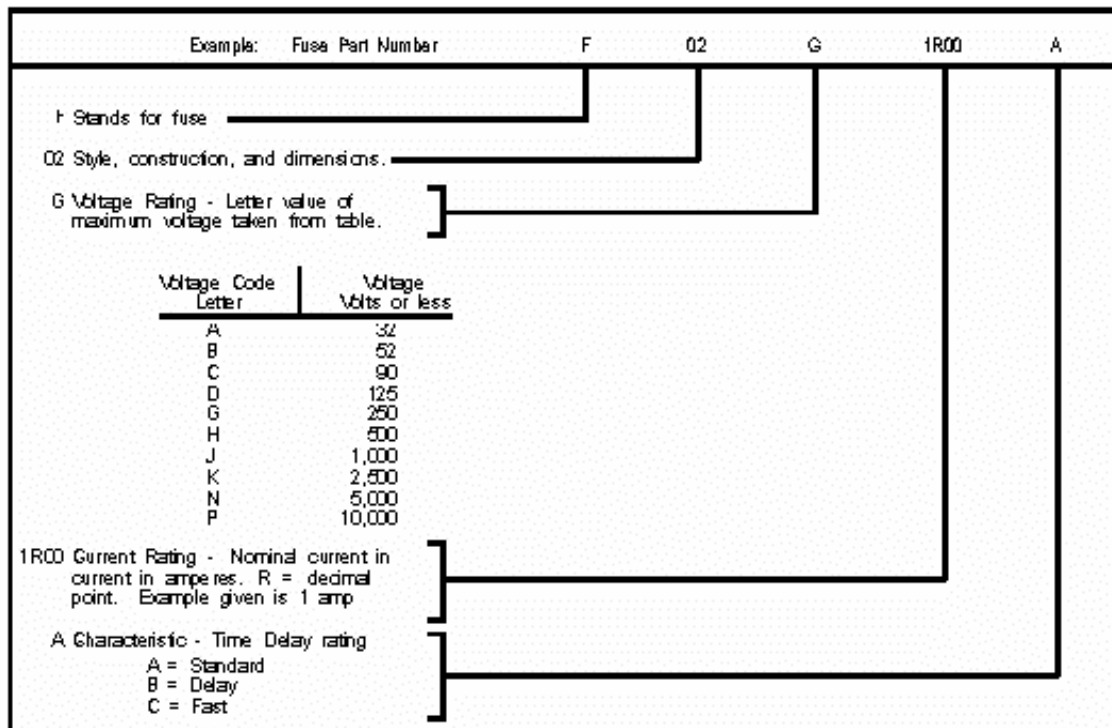 Example: Fuse Part Number F 02 G 1R00 A
F Stands for fuse
02 Style, construction, and dimensions.
G Voltage Rating - Letter value of
maximum voltage taken from table.
Voltage Code Voltage
Letter Volts or less
A 32
B 52
C 90
D 125
G 250
H 500
J 1,000
K 2,500
N 5,000
P 10,000
1R00 Current Rating - Nominal current in
current in amperes. R = decimal
point. Example given is 1 amp
A Characteristic - Time Delay rating
A = Standard
B = Delay
C = Fast